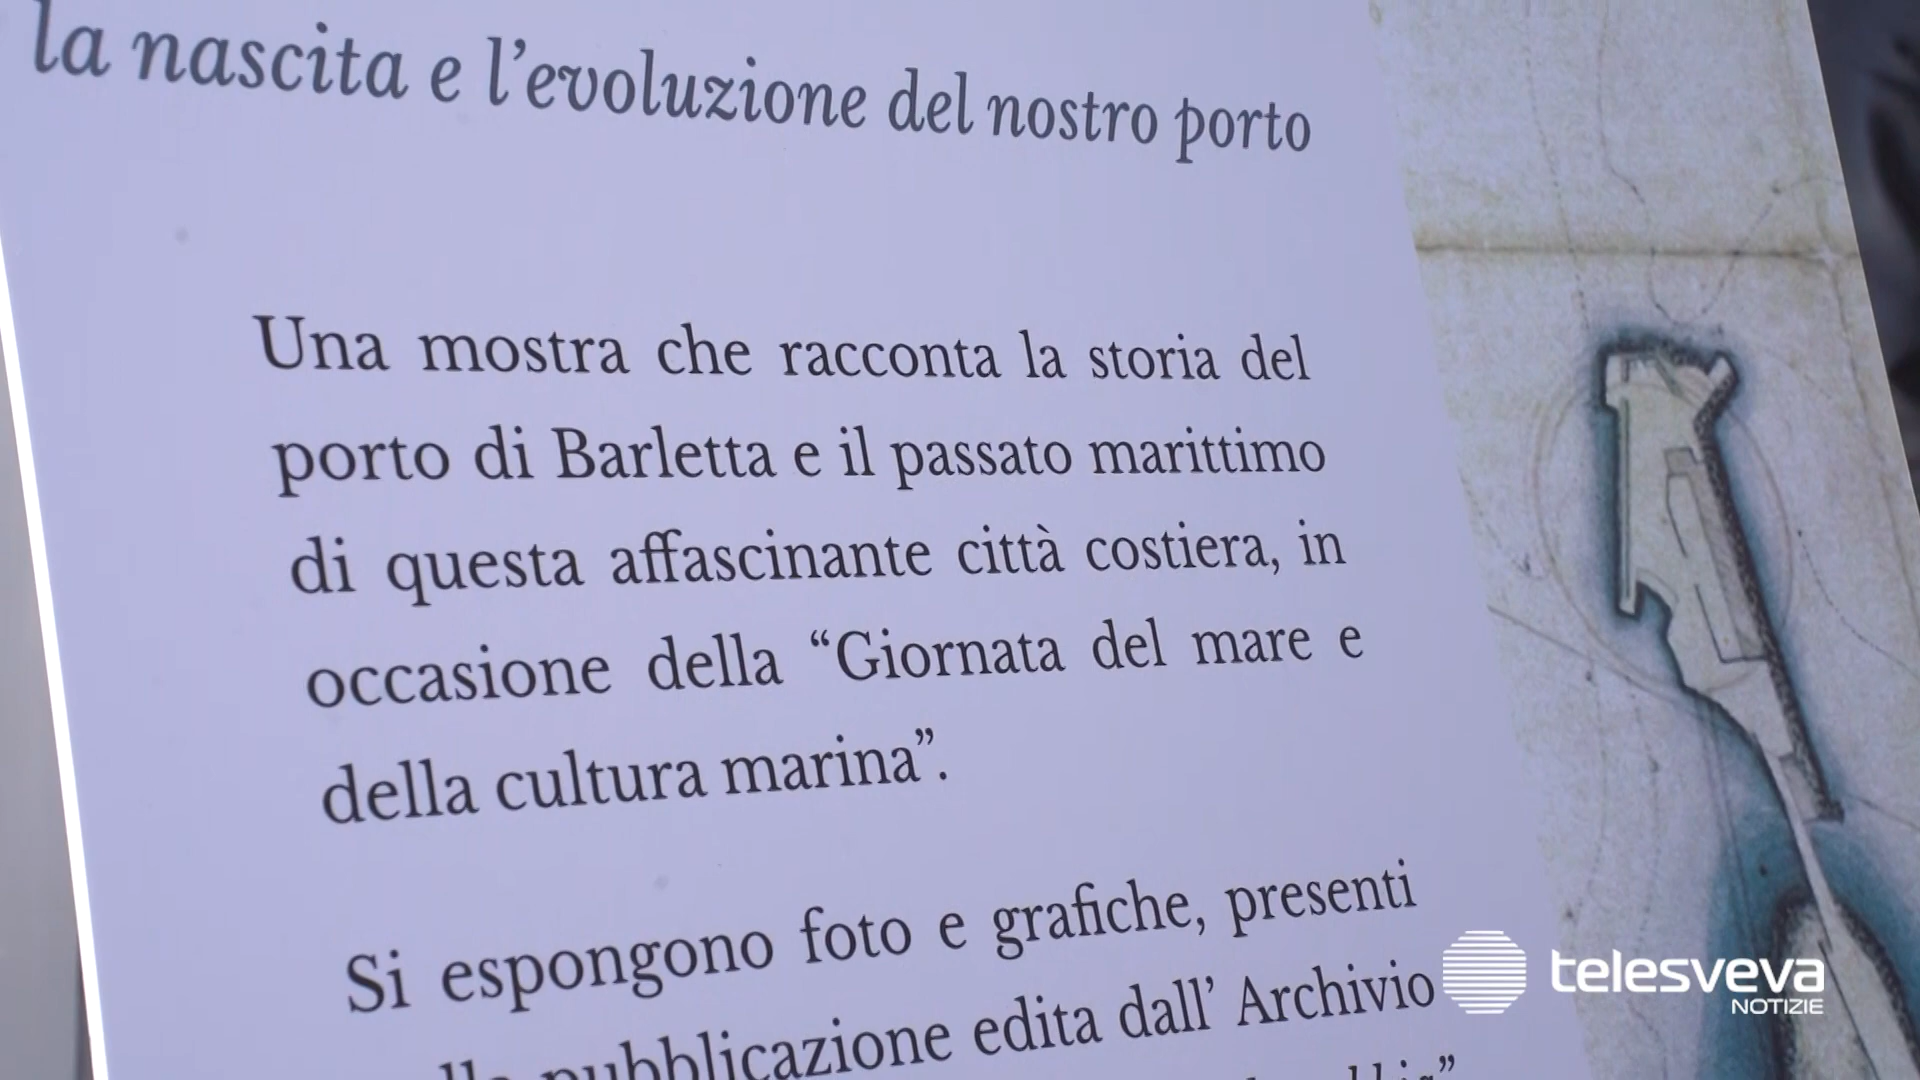 la nascita e l’evoluzione del nostro porto
Una mostra che racconta la storia del
porto di Barletta e il passato marittimo
di questa affascinante città costiera, in
occasione della “Giornata del mare e
della cultura marina”.
Si espongono foto e grafiche, presenti
pubblicazione edita dall’ Archivio
telesveva
NOTIZIE